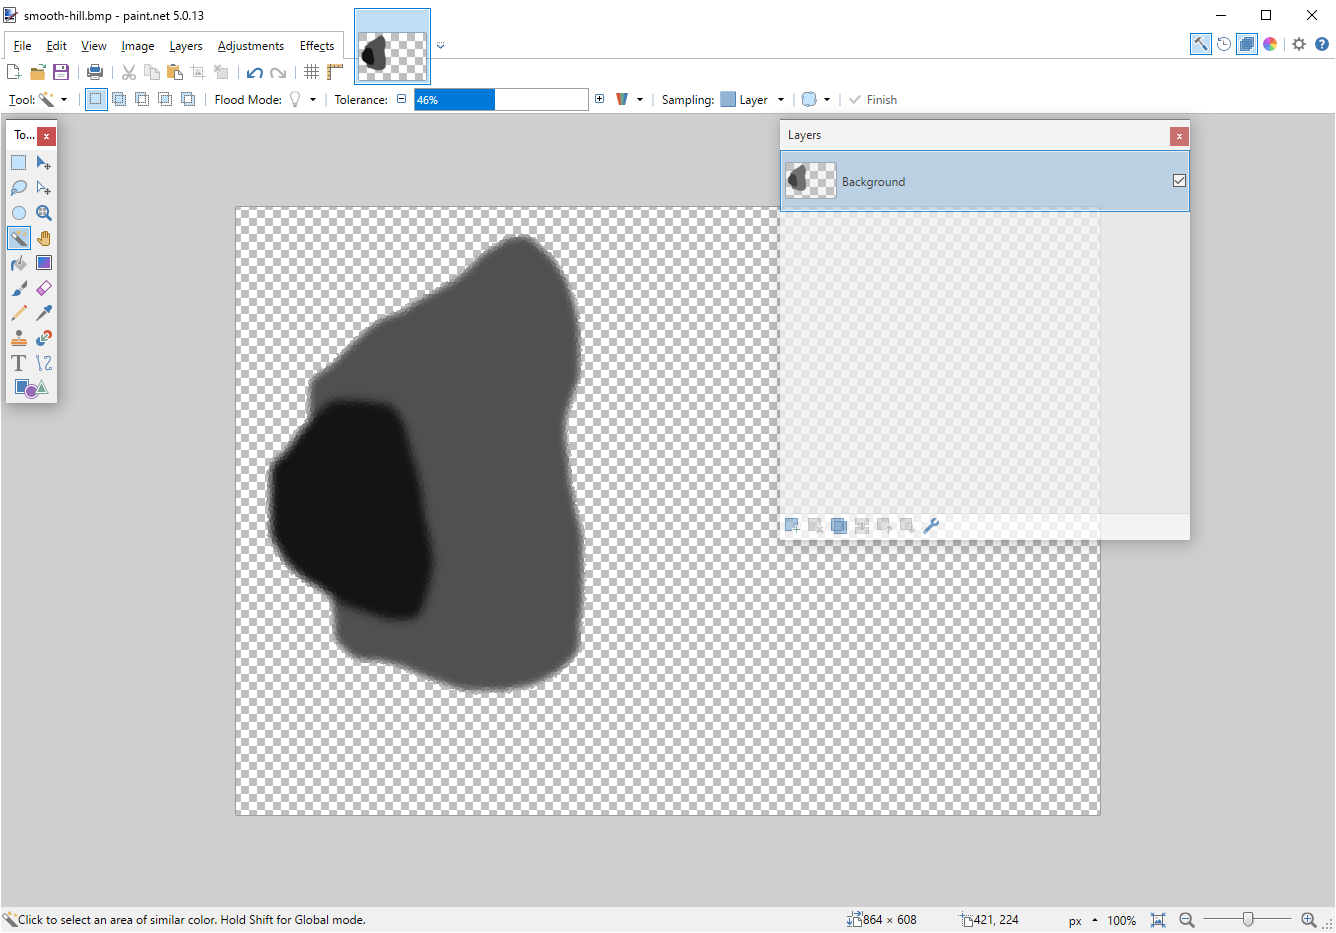 smooth-hill.bmp - paint.net 5.0.13
File Edit View Image Layers Adjustments Effects
Tool: Flood Mode: Tolerance: 46% Sampling: Layer Finish
To...
Layers
Background
T
Click to select an area of similar color. Hold Shift for Global mode.
864 × 608
421, 224
px
100%